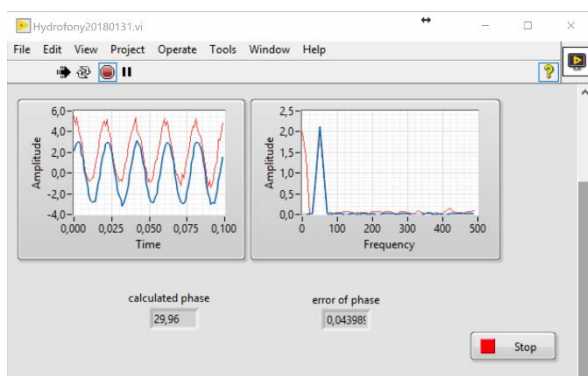 Hydrofony20180131.vi
File Edit View Project Operate Tools Window Help
6,0
4,0
2,0
0,0
-2,0
-4,0
Amplitude
0,000 0,025 0,050 0,075 0,100
Time
2,5
2,0
1,5
1,0
0,5
0,0
Amplitude
0 100 200 300 400 500
Frequency
calculated phase
29,96
error of phase
0,04398
Stop